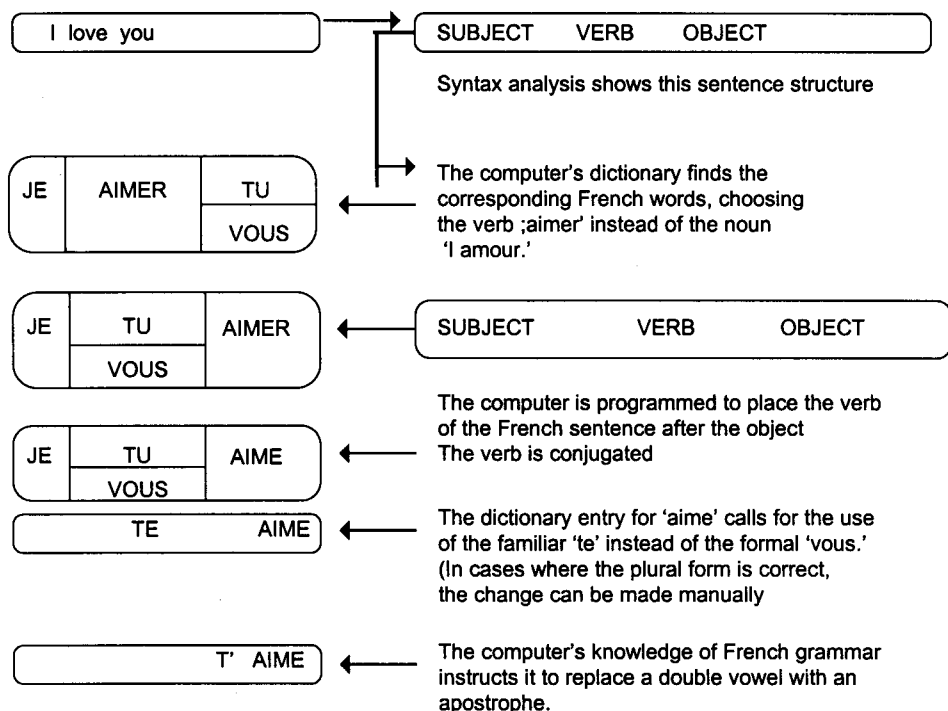 I love you
SUBJECT VERB OBJECT
Syntax analysis shows this sentence structure
JE AIMER TU
VOUS
The computer's dictionary finds the
corresponding French words, choosing
the verb ;aimer' instead of the noun
'I amour.'
JE TU AIMER
VOUS
SUBJECT VERB OBJECT
The computer is programmed to place the verb
of the French sentence after the object
JE TU AIME
VOUS
The verb is conjugated
TE AIME
The dictionary entry for 'aime' calls for the use
of the familiar 'te' instead of the formal 'vous.'
(In cases where the plural form is correct,
the change can be made manually
T' AIME
The computer's knowledge of French grammar
instructs it to replace a double vowel with an
apostrophe.